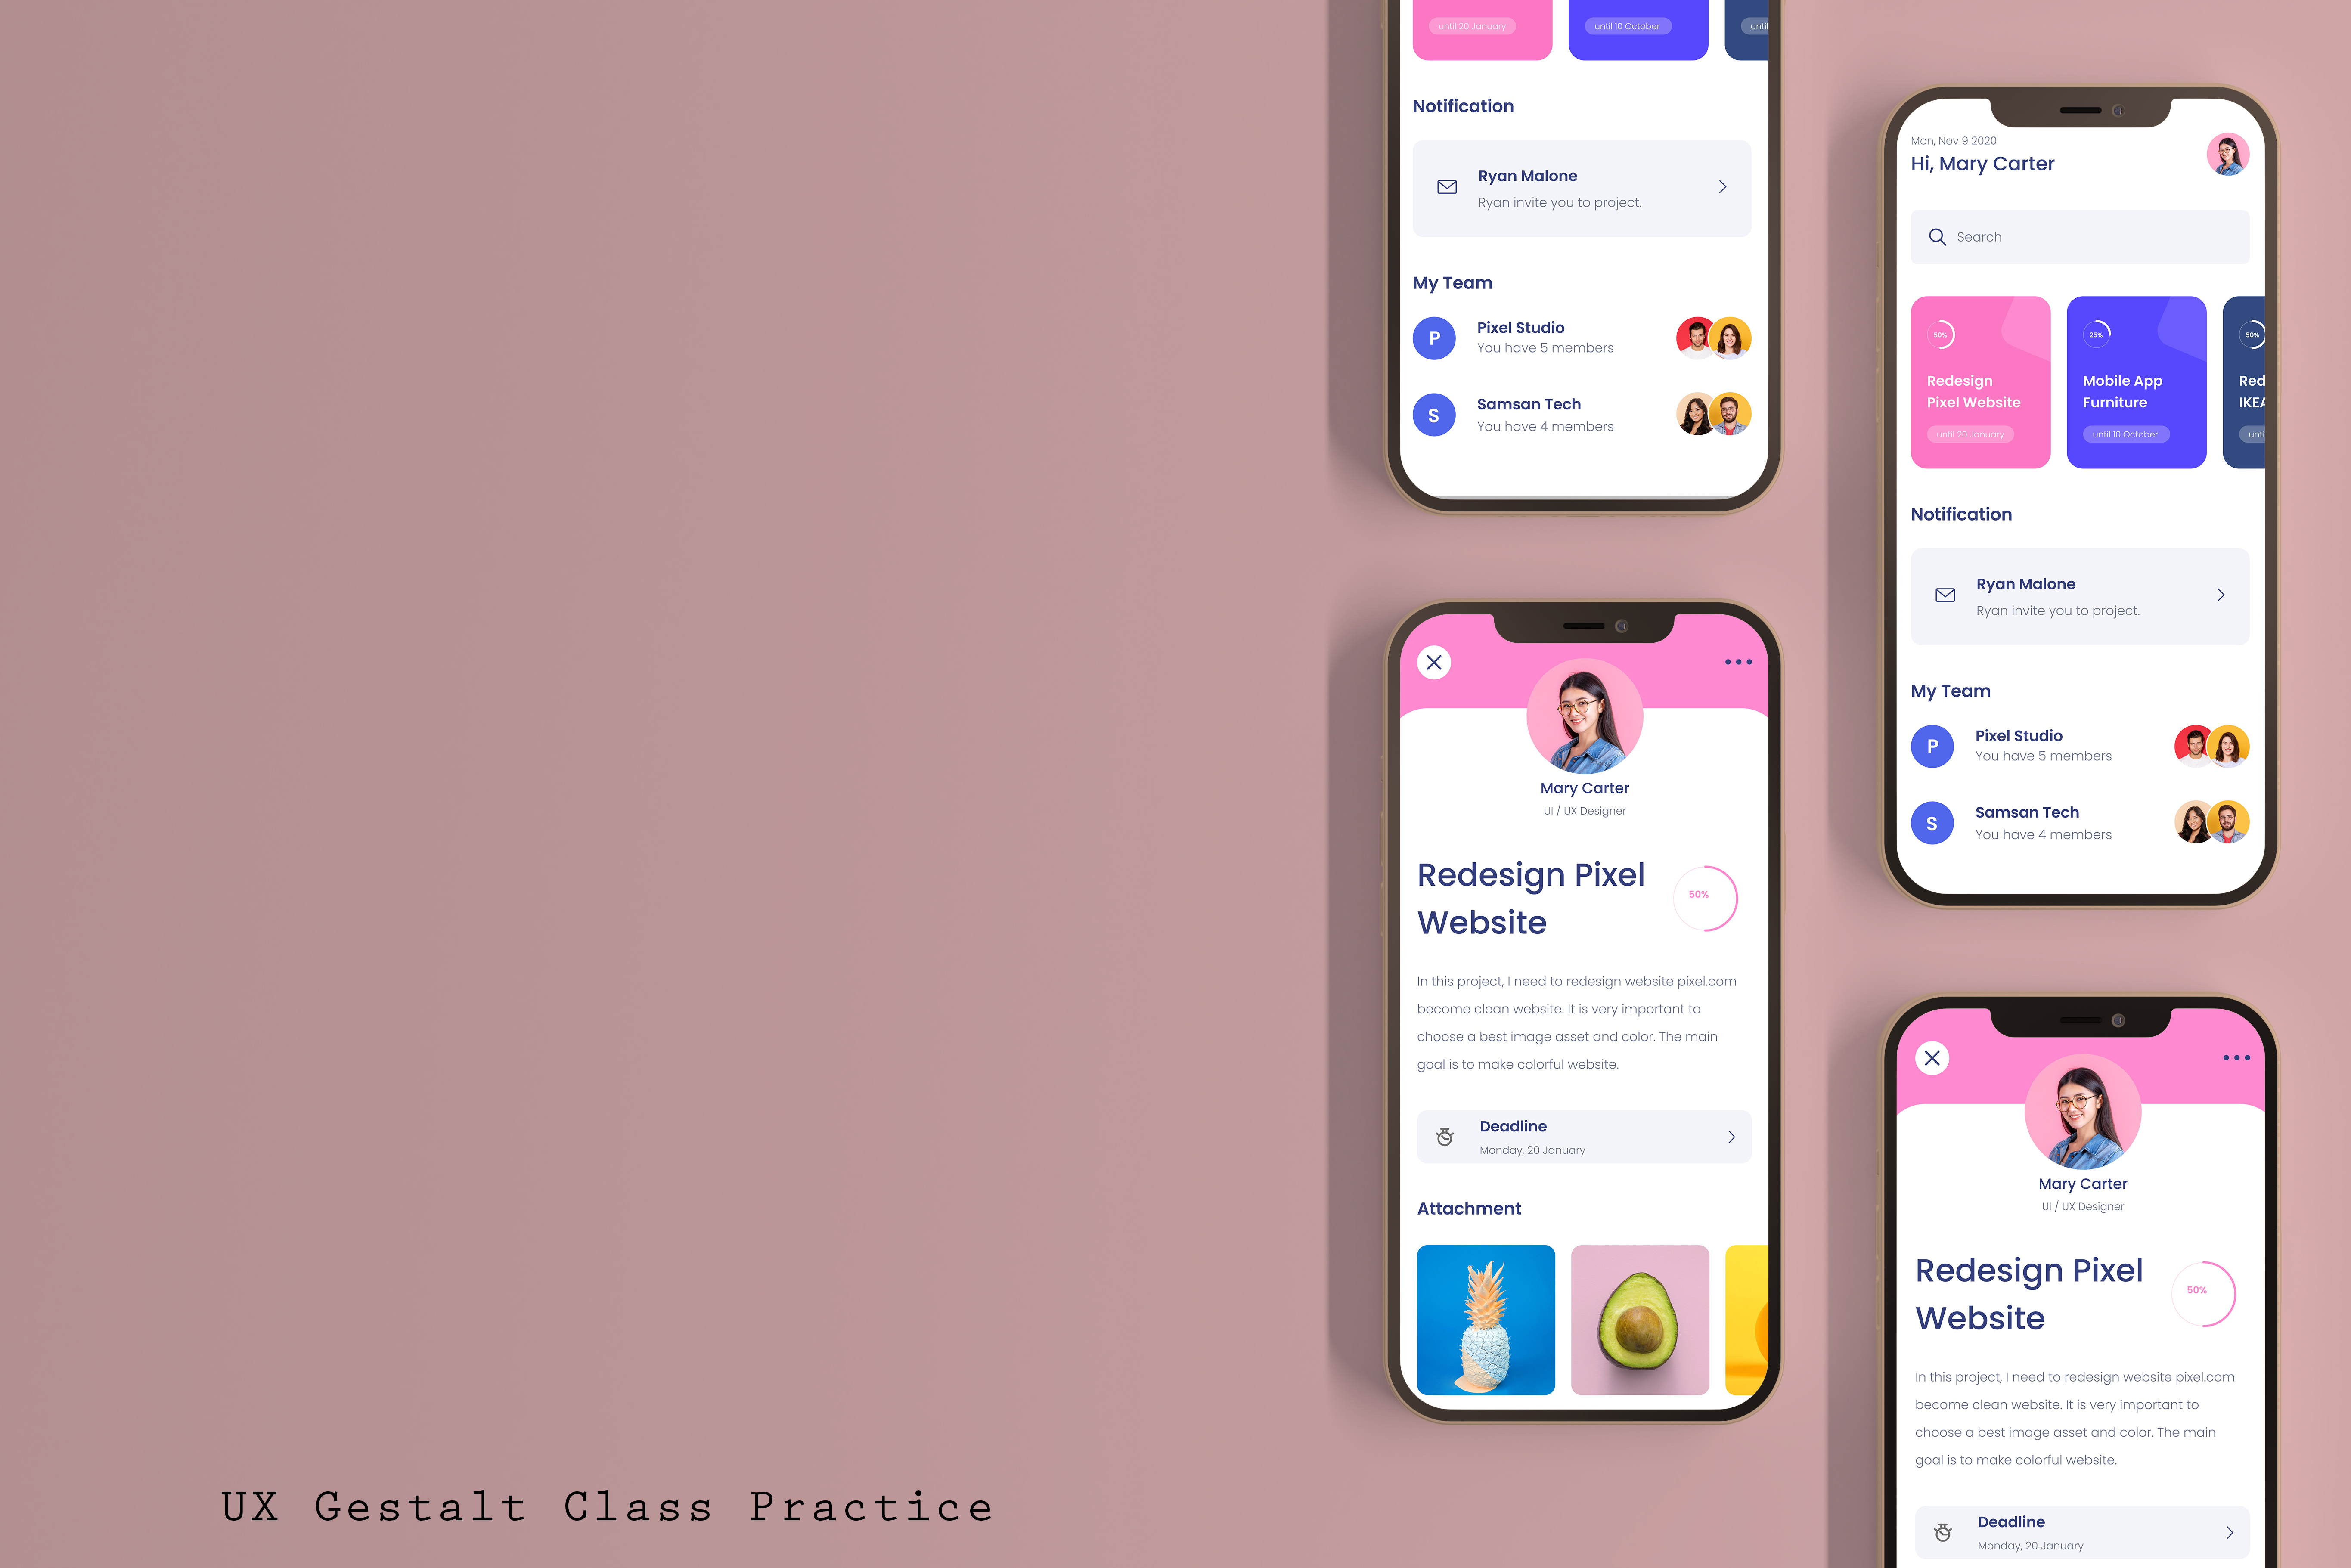 until 20 January
until 10 October
until
Notification
Ryan Malone
Ryan invite you to project.
My Team
P
Pixel Studio
You have 5 members
S
Samsan Tech
You have 4 members
Mary Carter
UI / UX Designer
Redesign Pixel
Website
50%
In this project, I need to redesign website pixel.com
become clean website. It is very important to
choose a best image asset and color. The main
goal is to make colorful website.
Deadline
Monday, 20 January
Attachment
Mon, Nov 9 2020
Hi, Mary Carter
Search
50%
Redesign
Pixel Website
until 20 January
25%
Mobile App
Furniture
until 10 October
50%
Red
IKEA
unti
Notification
Ryan Malone
Ryan invite you to project.
My Team
P
Pixel Studio
You have 5 members
S
Samsan Tech
You have 4 members
Mary Carter
UI / UX Designer
Redesign Pixel
Website
50%
In this project, I need to redesign website pixel.com
become clean website. It is very important to
choose a best image asset and color. The main
goal is to make colorful website.
Deadline
Monday, 20 January
UX Gestalt Class Practice